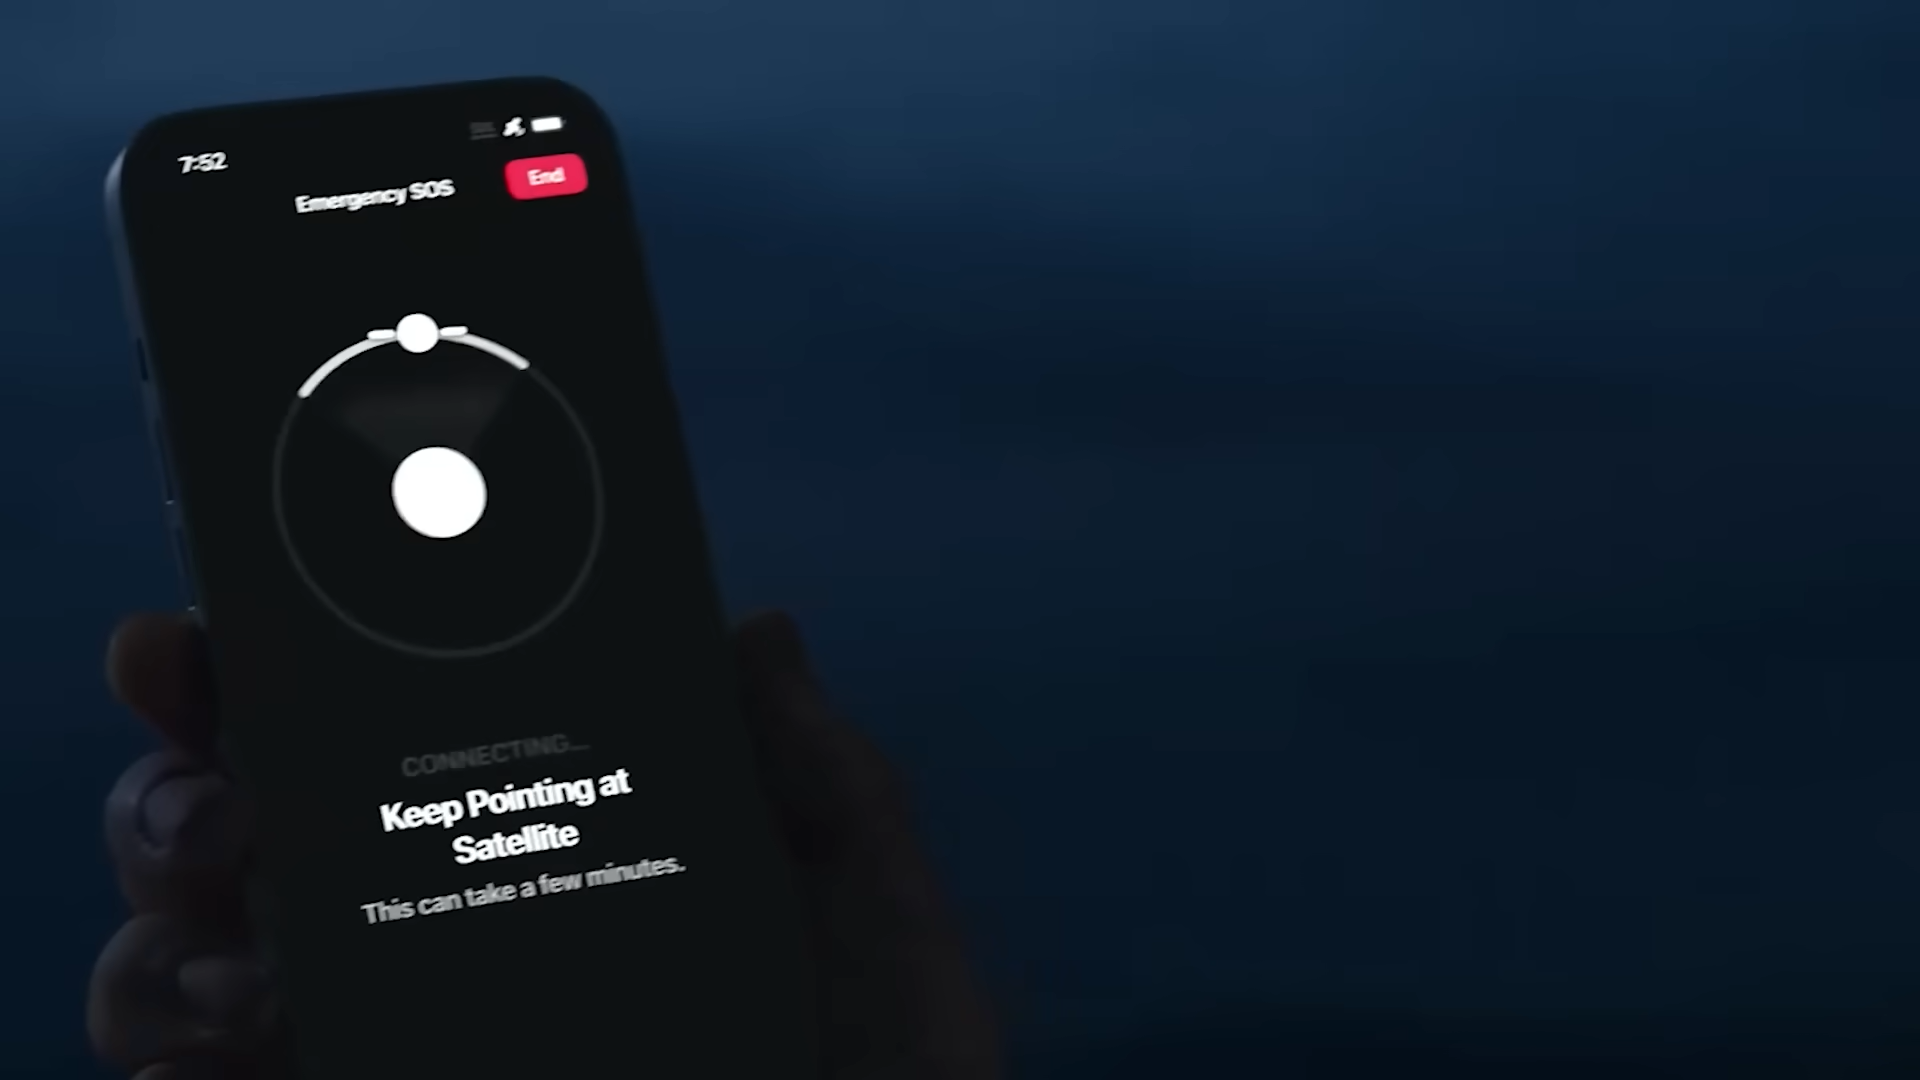 7:52
Emergency SOS
End
CONNECTING...
Keep Pointing at
Satellite
This can take a few minutes.